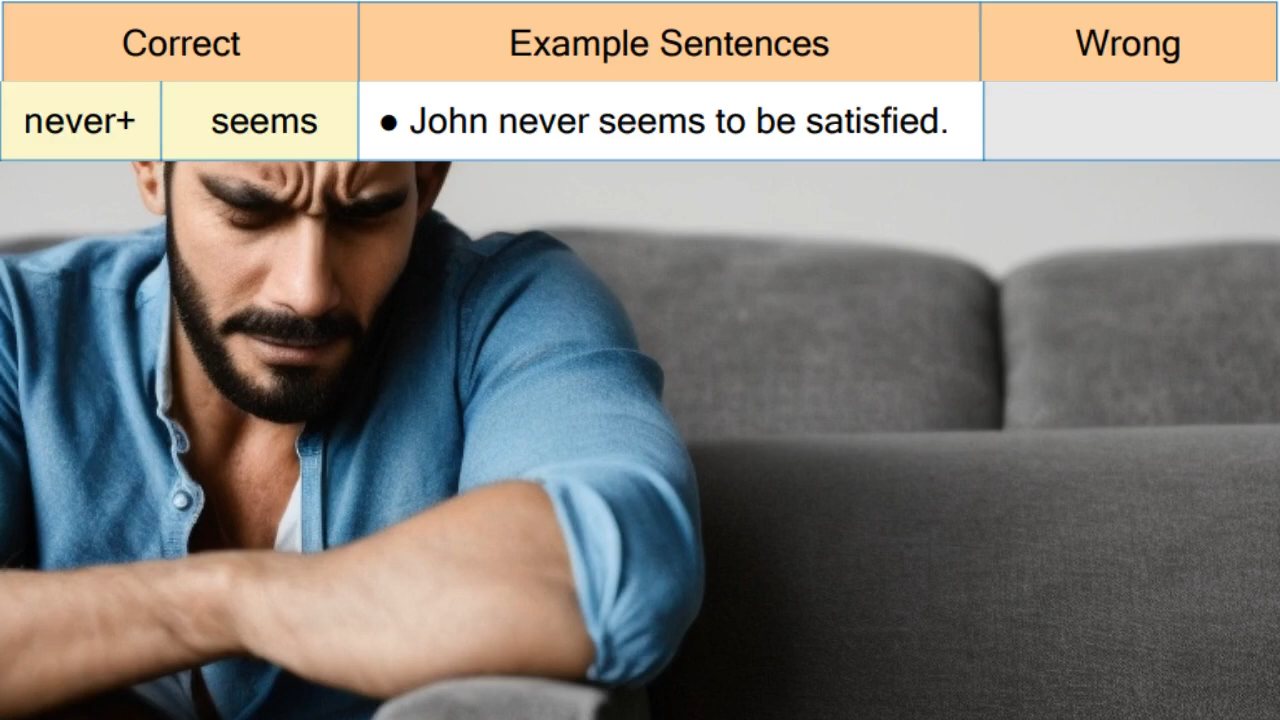 Correct Example Sentences Wrong
never+ seems ● John never seems to be satisfied.